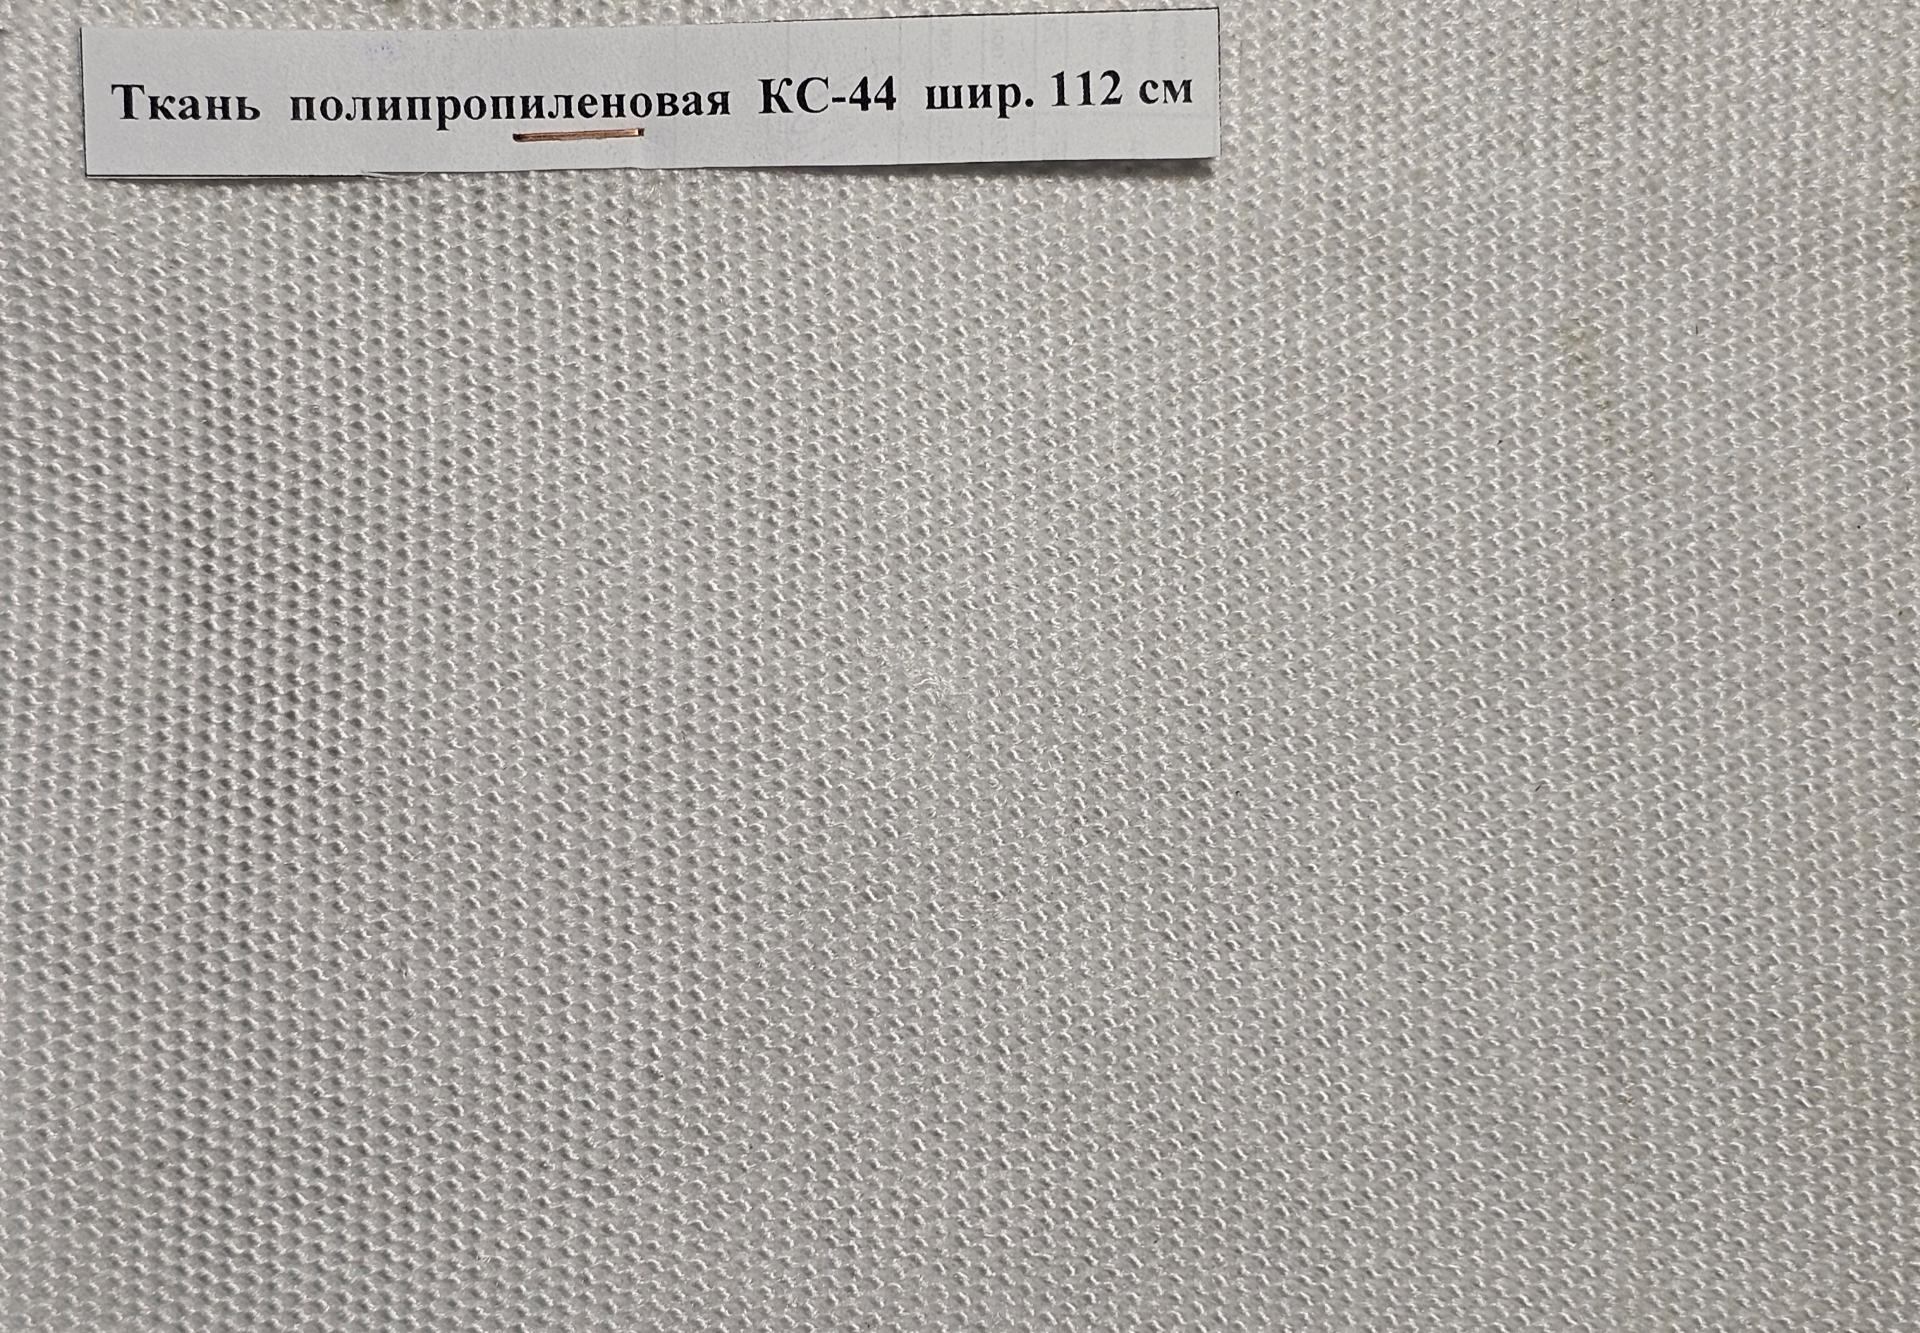 Ткань полипропиленовая КС-44 шир. 112 см